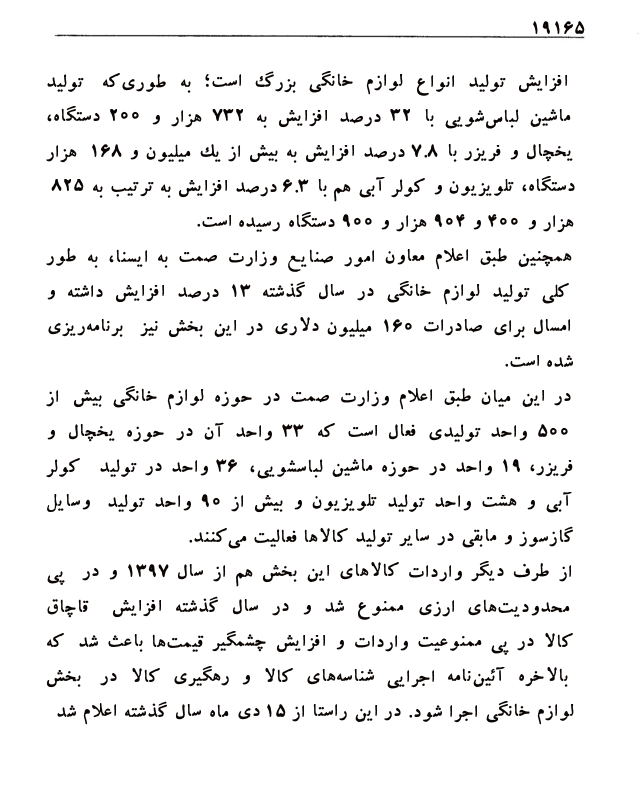 ۱۹۱۶۵
افزایش تولید انواع لوازم خانگی بزرگ است؛ به طوری‌که تولید
ماشین لباس‌شویی با ۳۲ درصد افزایش به ۷۳۲ هزار و ۲۰۰ دستگاه،
یخچال و فریزر با ۷.۸ درصد افزایش به بیش از یك میلیون و ۱۶۸ هزار
دستگاه، تلویزیون و کولر آبی هم با ۶.۳ درصد افزایش به ترتیب به ۸۲۵
هزار و ۴۰۰ و ۹۰۴ هزار و ۹۰۰ دستگاه رسیده است.
همچنین طبق اعلام معاون امور صنایع وزارت صمت به ایسنا، به طور
کلی تولید لوازم خانگی در سال گذشته ۱۳ درصد افزایش داشته و
امسال برای صادرات ۱۶۰ میلیون دلاری در این بخش نیز برنامه‌ریزی
شده است.
در این میان طبق اعلام وزارت صمت در حوزه لوازم خانگی بیش از
۵۰۰ واحد تولیدی فعال است که ۳۳ واحد آن در حوزه یخچال و
فریزر، ۱۹ واحد در حوزه ماشین لباسشویی، ۳۶ واحد در تولید کولر
آبی و هشت واحد تولید تلویزیون و بیش از ۹۰ واحد تولید وسایل
گازسوز و مابقی در سایر تولید کالاها فعالیت می‌کنند.
از طرف دیگر واردات کالاهای این بخش هم از سال ۱۳۹۷ و در پی
محدودیت‌های ارزی ممنوع شد و در سال گذشته افزایش قاچاق
کالا در پی ممنوعیت واردات و افزایش چشمگیر قیمت‌ها باعث شد که
بالاخره آئین‌نامه اجرایی شناسه‌های کالا و رهگیری کالا در بخش
لوازم خانگی اجرا شود. در این راستا از ۱۵ دی ماه سال گذشته اعلام شد